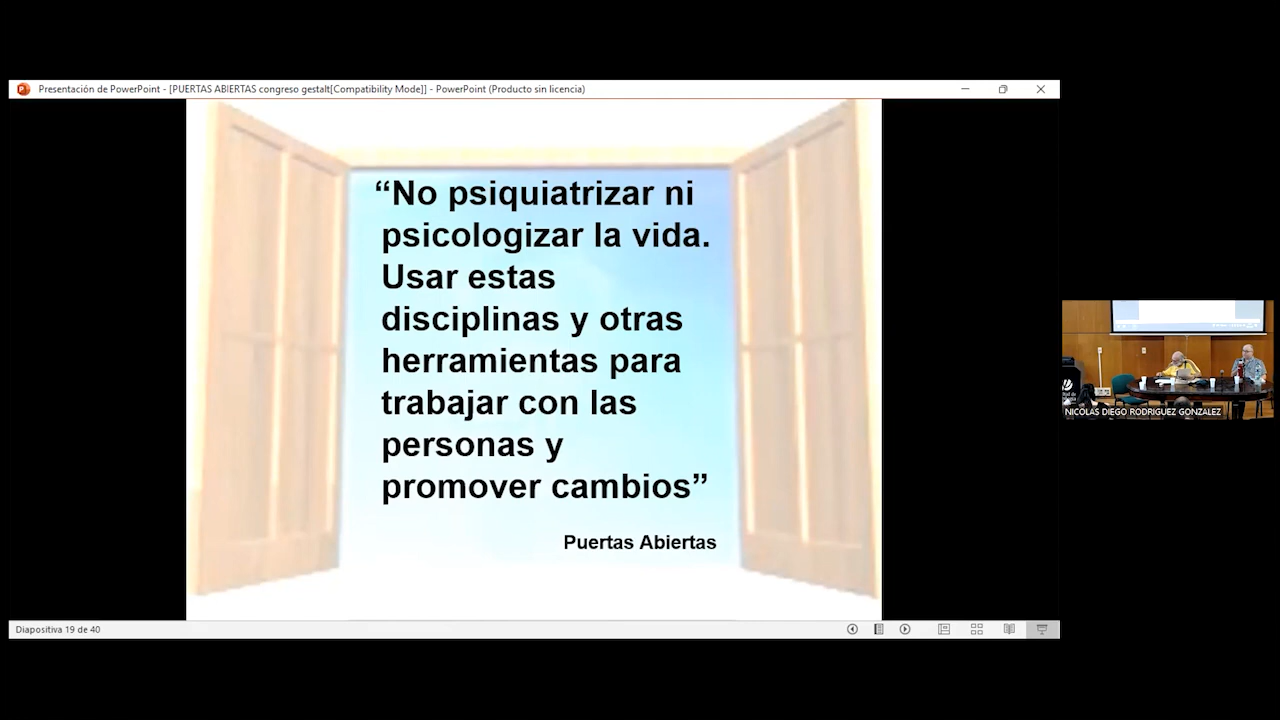 Presentación de PowerPoint - [PUERTAS ABIERTAS congreso gestalt[Compatibility Mode]] - PowerPoint (Producto sin licencia)
“No psiquiatrizar ni
psicologizar la vida.
Usar estas
disciplinas y otras
herramientas para
trabajar con las
personas y
promover cambios”
Puertas Abiertas
Diapositiva 19 de 40
NICOLAS DIEGO RODRIGUEZ GONZALEZ